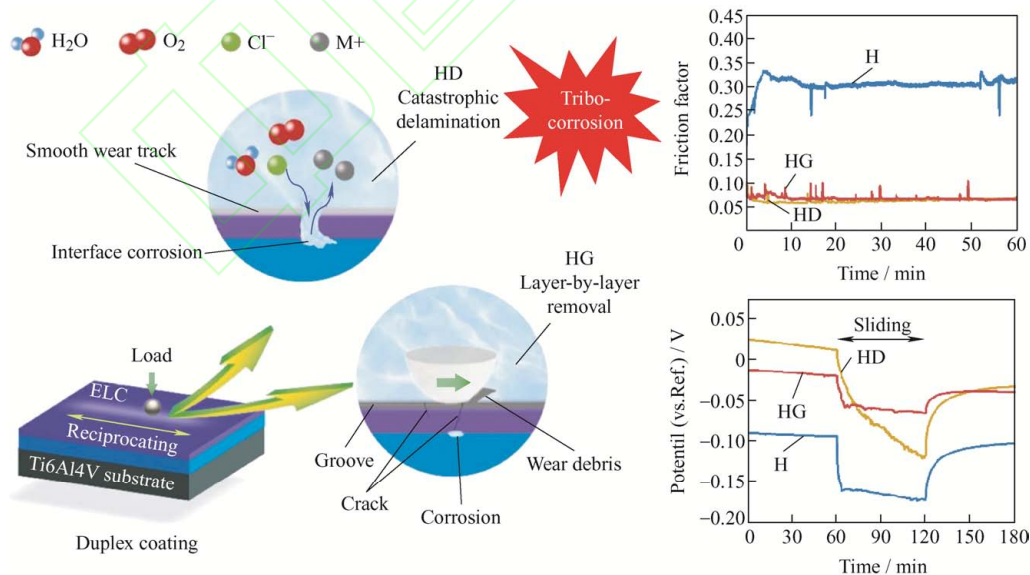 H₂O
O₂
Cl⁻
M+
HD
Catastrophic
delamination
Tribo-
corrosion
Smooth wear track
Interface corrosion
HG
Layer-by-layer
removal
Load
ELC
Reciprocating
Ti6Al4V substrate
Duplex coating
Groove
Crack
Corrosion
Wear debris
Friction factor
0.45
0.40
0.35
0.30
0.25
0.20
0.10
0.05
H
HG
HD
0 10 20 30 40 50 60
Time / min
Potentil (vs.Ref.) / V
0.05
0
−0.05
−0.10
−0.15
−0.20
Sliding
HD
HG
H
0 30 60 90 120 150 180
Time / min